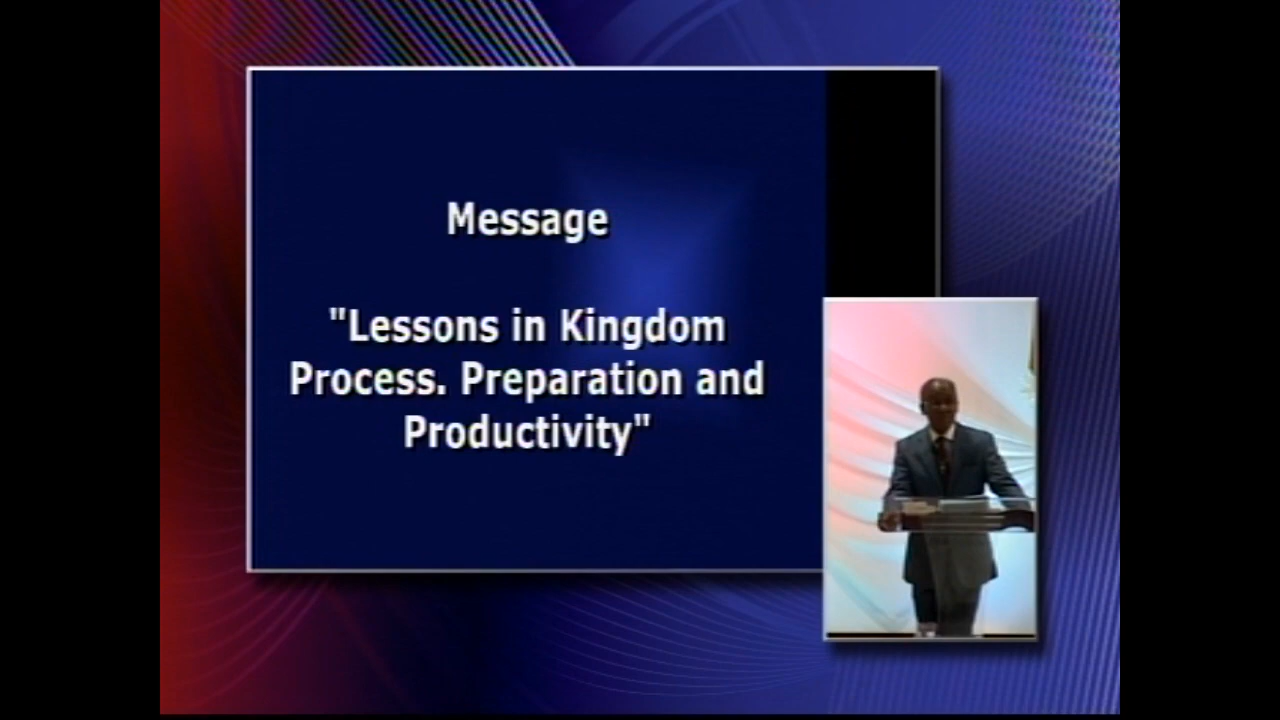 Message
"Lessons in Kingdom
Process. Preparation and
Productivity"